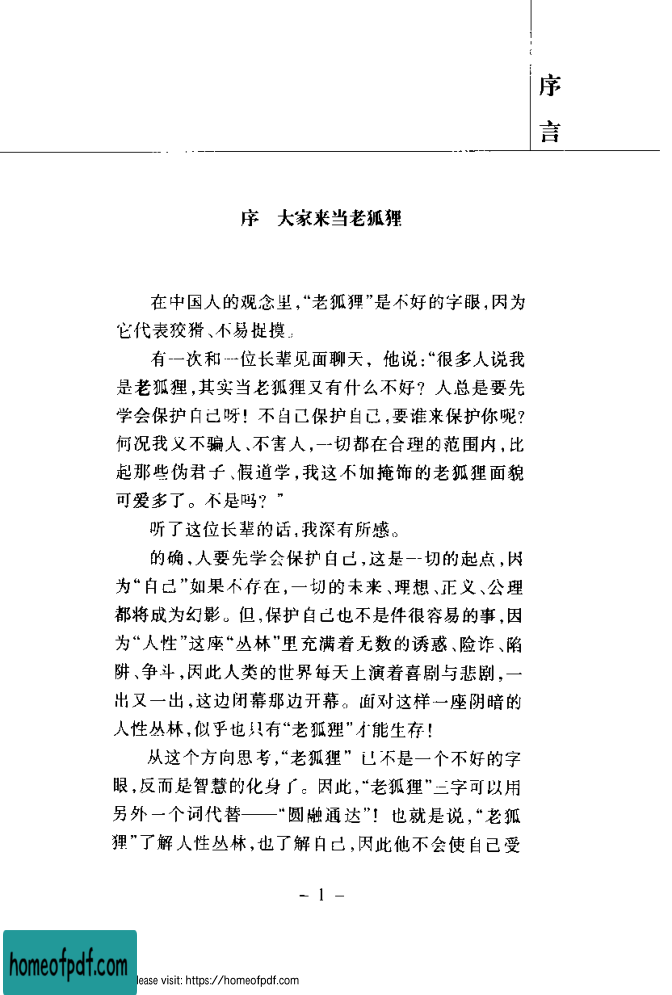 序
言
序 大家来当老狐狸
在中国人的观念里,“老狐狸”是不好的字眼,因为
它代表狡猾、不易捉摸。
有一次和一位长辈见面聊天，他说:“很多人说我
是老狐狸,其实当老狐狸又有什么不好? 人总是要先
学会保护自己呀! 不自己保护自己,要谁来保护你呢?
何况我又不骗人、不害人,一切都在合理的范围内,比
起那些伪君子、假道学,我这不加掩饰的老狐狸面貌
可爱多了。不是吗? ”
听了这位长辈的话,我深有所感。
的确,人要先学会保护自己,这是一切的起点,因
为“自己”如果不存在,一切的未来、理想、正义、公理
都将成为幻影。但,保护自己也不是件很容易的事,因
为“人性”这座“丛林”里充满着无数的诱惑、险诈、陷
阱、争斗,因此人类的世界每天上演着喜剧与悲剧,一
出又一出,这边闭幕那边开幕。面对这样一座阴暗的
人性丛林,似乎也只有“老狐狸”才能生存!
从这个方向思考,“老狐狸” 已不是一个不好的字
眼,反而是智慧的化身了。因此,“老狐狸”三字可以用
另外一个词代替——“圆融通达”! 也就是说,“老狐
狸”了解人性丛林,也了解自己,因此他不会使自己受
- 1 -
homeofpdf.com
lease visit: https://homeofpdf.com